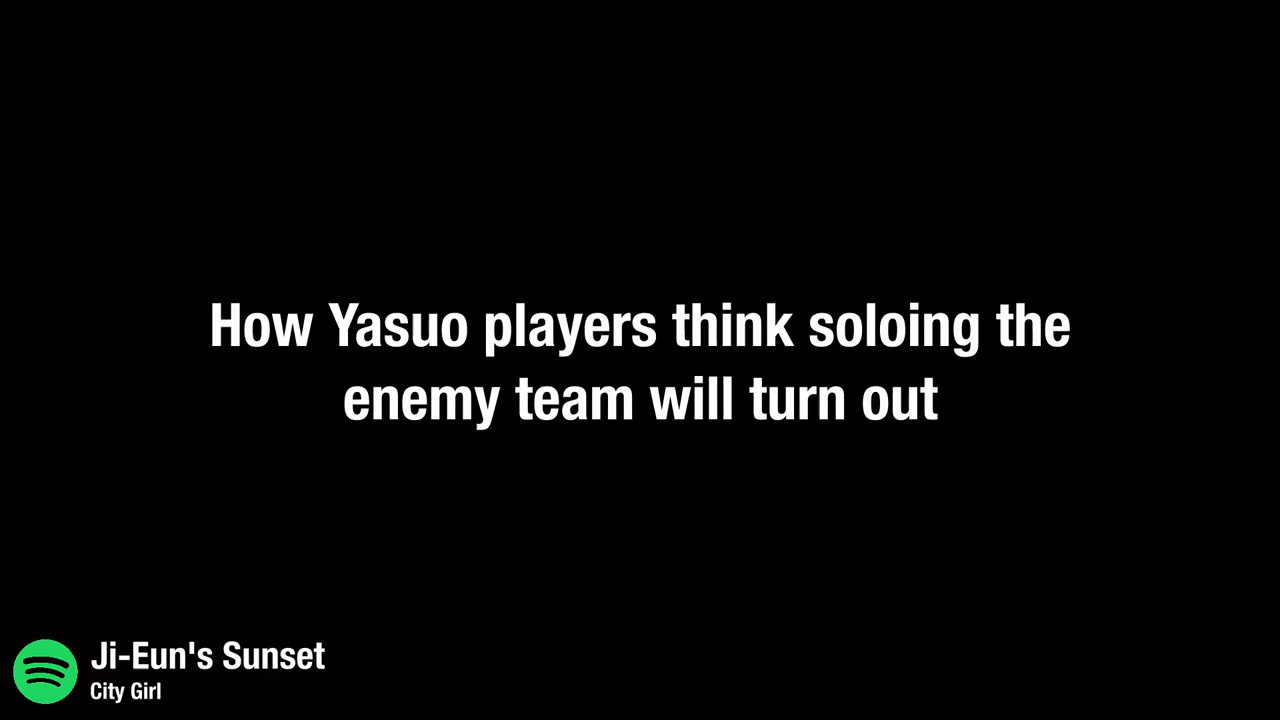 How Yasuo players think soloing the
enemy team will turn out
Ji-Eun's Sunset
City Girl